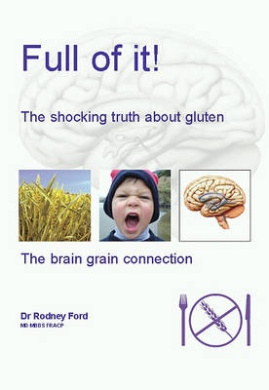 Full of it!
The shocking truth about gluten
The brain grain connection
Dr Rodney Ford
MD MBBS FRACP